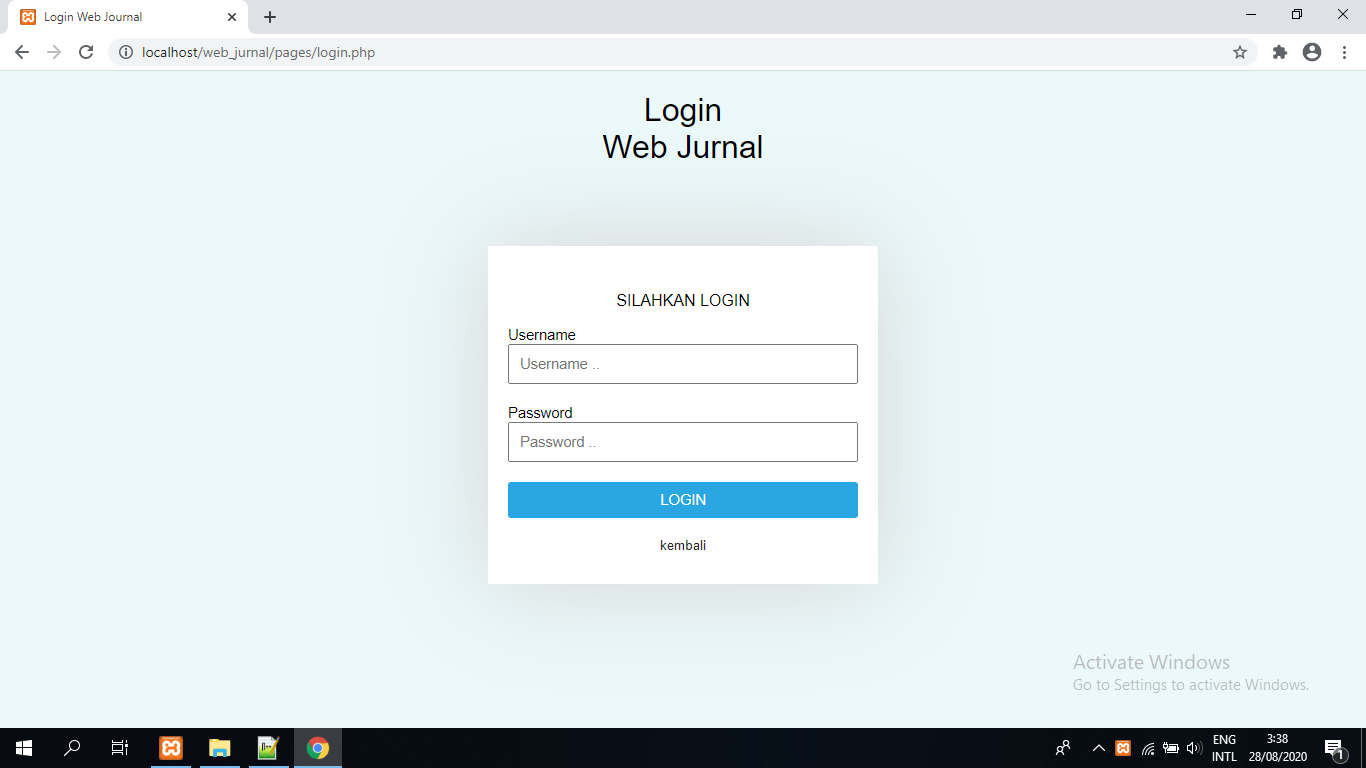 Login Web Journal
localhost/web_jurnal/pages/login.php
Login
Web Jurnal
SILAHKAN LOGIN
Username
Username ..
Password
Password ..
LOGIN
kembali
Activate Windows
Go to Settings to activate Windows.
ENG
INTL
3:38
28/08/2020
1